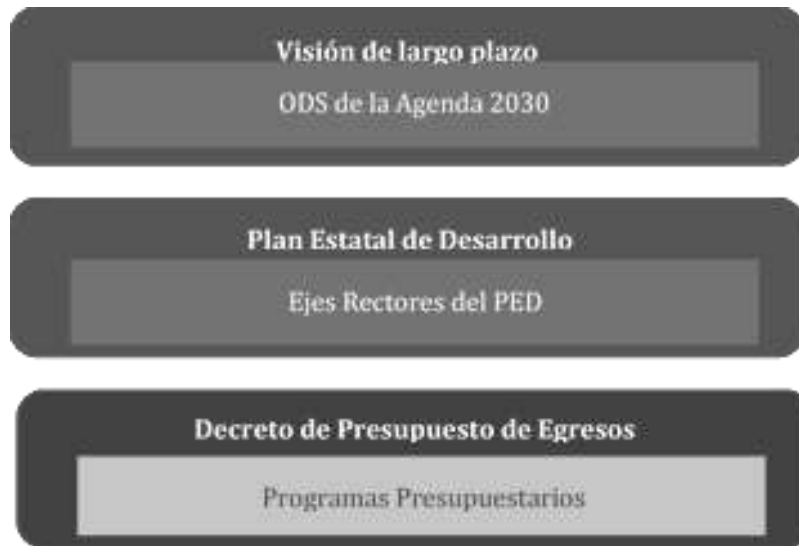 Visión de largo plazo
ODS de la Agenda 2030
Plan Estatal de Desarrollo
Ejes Rectores del PED
Decreto de Presupuesto de Egresos
Programas Presupuestarios